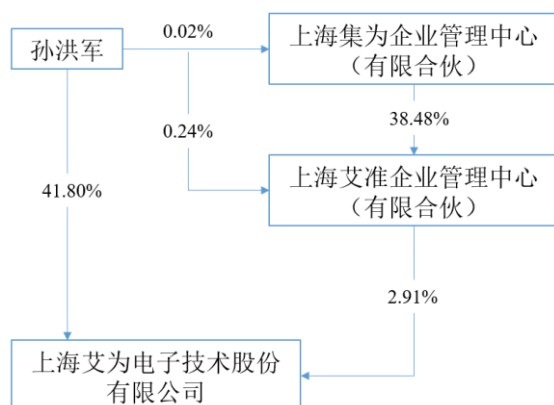 孙洪军
0.02%
上海集为企业管理中心
（有限合伙）
38.48%
0.24%
上海艾准企业管理中心
（有限合伙）
41.80%
2.91%
上海艾为电子技术股份
有限公司